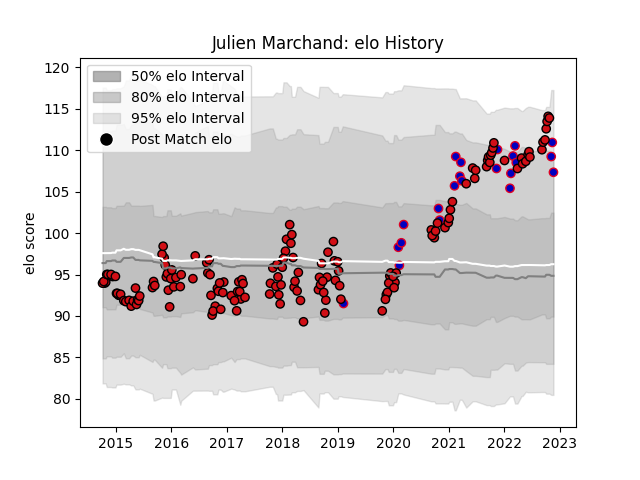 Julien Marchand: elo History
50% elo Interval
80% elo Interval
95% elo Interval
Post Match elo
elo score
120
115
110
105
100
95
90
85
80
2015 2016 2017 2018 2019 2020 2021 2022 2023